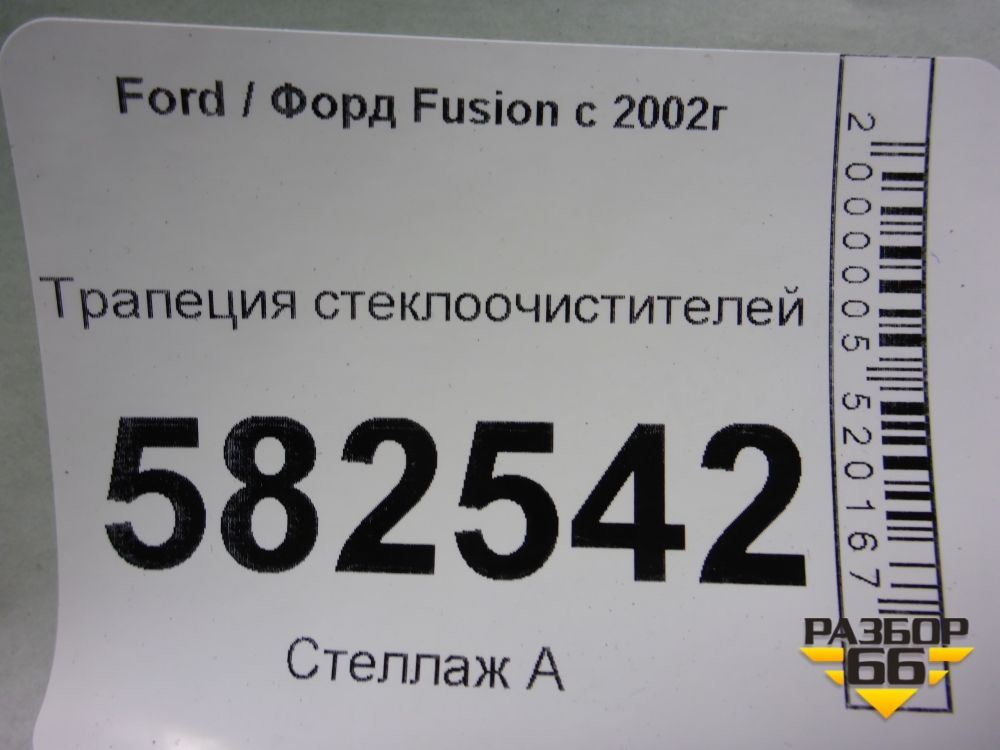 Ford / Форд Fusion с 2002г
Трапеция стеклоочистителей
582542
Стеллаж А
2000005520167
РАЗБОР
66